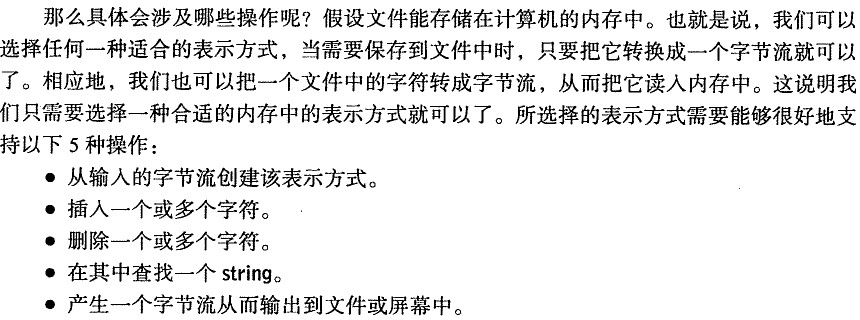 那么具体会涉及哪些操作呢？假设文件能存储在计算机的内存中。也就是说，我们可以
选择任何一种适合的表示方式，当需要保存到文件中时，只要把它转换成一个字节流就可以
了。相应地，我们也可以把一个文件中的字符转成字节流，从而把它读入内存中。这说明我
们只需要选择一种合适的内存中的表示方式就可以了。所选择的表示方式需要能够很好地支
持以下 5 种操作：
● 从输入的字节流创建该表示方式。
● 插入一个或多个字符。
● 删除一个或多个字符。
● 在其中查找一个 string。
● 产生一个字节流从而输出到文件或屏幕中。